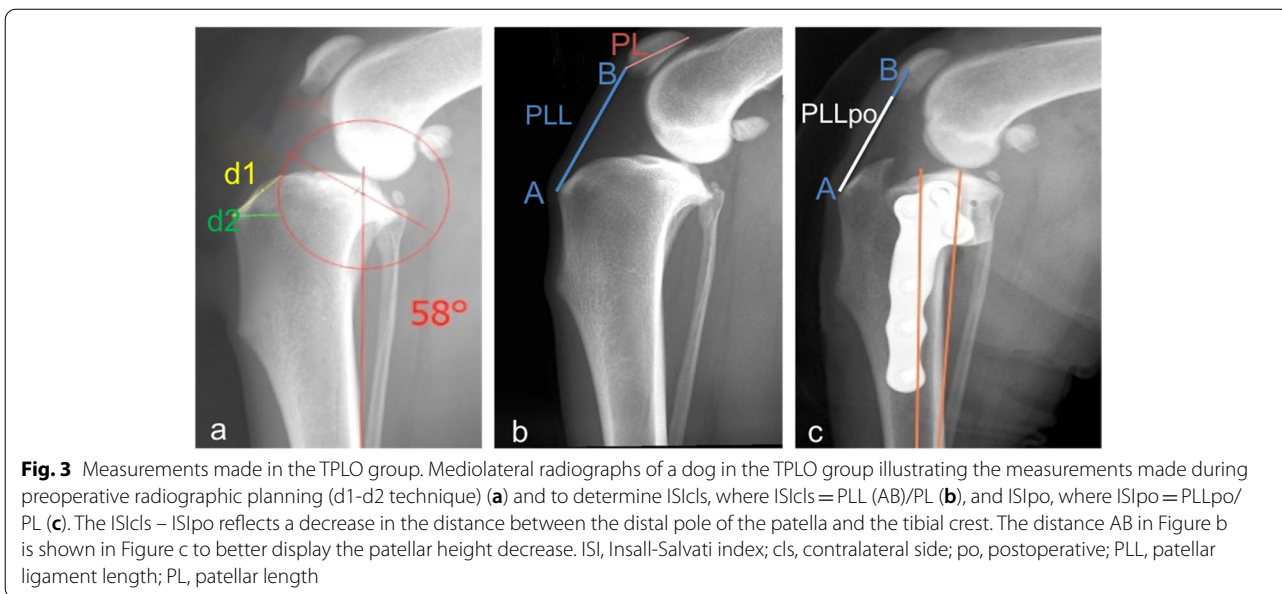 d1
d2
58°
a
PL
B
PLL
A
b
B
PLLpo
A
c
Fig. 3 Measurements made in the TPLO group. Mediolateral radiographs of a dog in the TPLO group illustrating the measurements made during
preoperative radiographic planning (d1-d2 technique) (a) and to determine ISIcls, where ISIcls = PLL (AB)/PL (b), and ISIpo, where ISIpo = PLLpo/
PL (c). The ISIcls – ISIpo reflects a decrease in the distance between the distal pole of the patella and the tibial crest. The distance AB in Figure b
is shown in Figure c to better display the patellar height decrease. ISI, Insall-Salvati index; cls, contralateral side; po, postoperative; PLL, patellar
ligament length; PL, patellar length